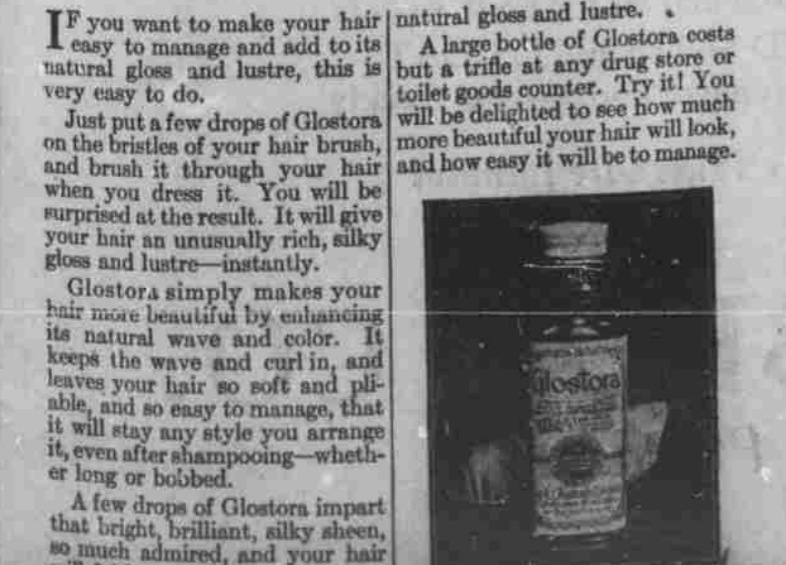 IF you want to make your hair
easy to manage and add to its
natural gloss and lustre, this is
very easy to do.
Just put a few drops of Glostora
on the bristles of your hair brush,
and brush it through your hair
when you dress it. You will be
surprised at the result. It will give
your hair an unusually rich, silky
gloss and lustre—instantly.
Glostora simply makes your
hair more beautiful by enhancing
its natural wave and color. It
keeps the wave and curl in, and
leaves your hair so soft and pli-
able, and so easy to manage, that
it will stay any style you arrange
it, even after shampooing—wheth-
er long or bobbed.
A few drops of Glostora impart
that bright, brilliant, silky sheen,
so much admired, and your hair
natural gloss and lustre.
A large bottle of Glostora costs
but a trifle at any drug store or
toilet goods counter. Try it! You
will be delighted to see how much
more beautiful your hair will look,
and how easy it will be to manage.
Glostora